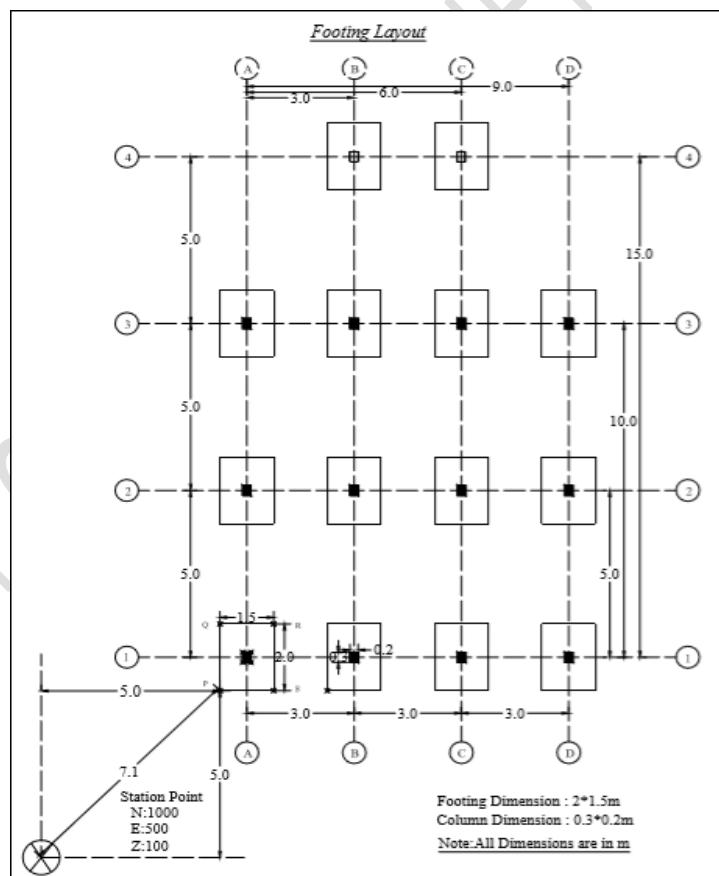 Footing Layout
A B C D
9.0
6.0
3.0
4 4
5.0
15.0
3 3
5.0
10.0
2 2
5.0
5.0
Q 1.5 R
1 2.0 0.3 0.2 1
P S
5.0
3.0 3.0 3.0
A B C D
7.1
5.0
Station Point
N:1000
E:500
Z:100
Footing Dimension : 2*1.5m
Column Dimension : 0.3*0.2m
Note:All Dimensions are in m